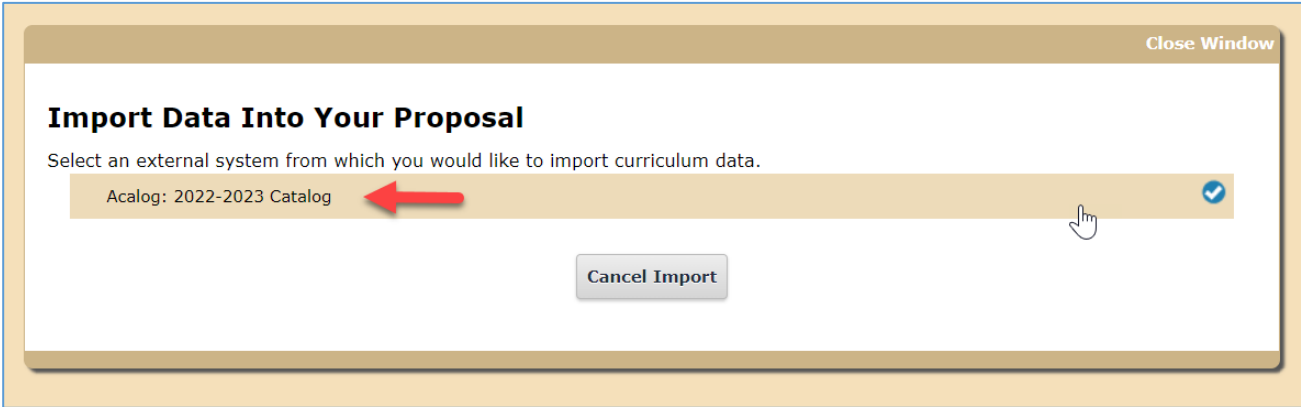 Close Window
Import Data Into Your Proposal
Select an external system from which you would like to import curriculum data.
Acalog: 2022-2023 Catalog
Cancel Import